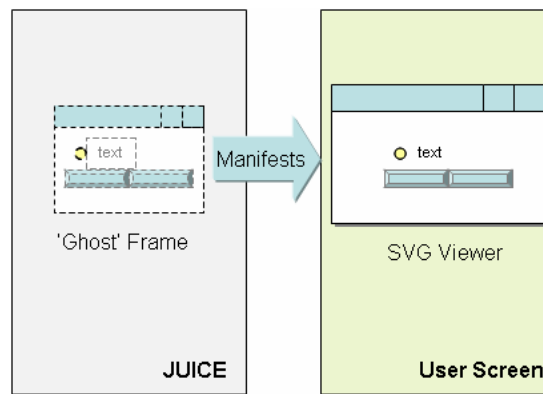 text
'Ghost' Frame
JUICE
Manifests
text
SVG Viewer
User Screen